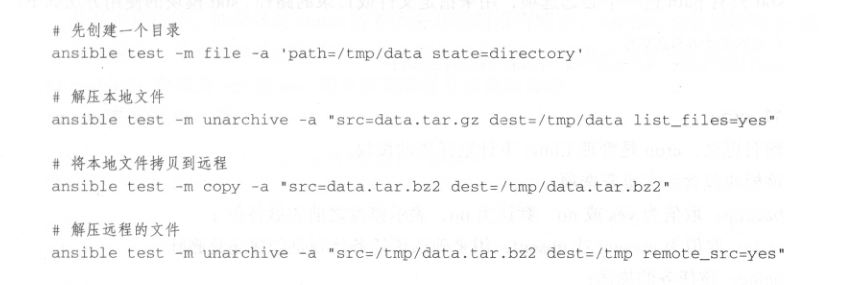 # 先创建一个目录
ansible test -m file -a 'path=/tmp/data state=directory'
# 解压本地文件
ansible test -m unarchive -a "src=data.tar.gz dest=/tmp/data list_files=yes"
# 将本地文件拷贝到远程
ansible test -m copy -a "src=data.tar.bz2 dest=/tmp/data.tar.bz2"
# 解压远程的文件
ansible test -m unarchive -a "src=/tmp/data.tar.bz2 dest=/tmp remote_src=yes"